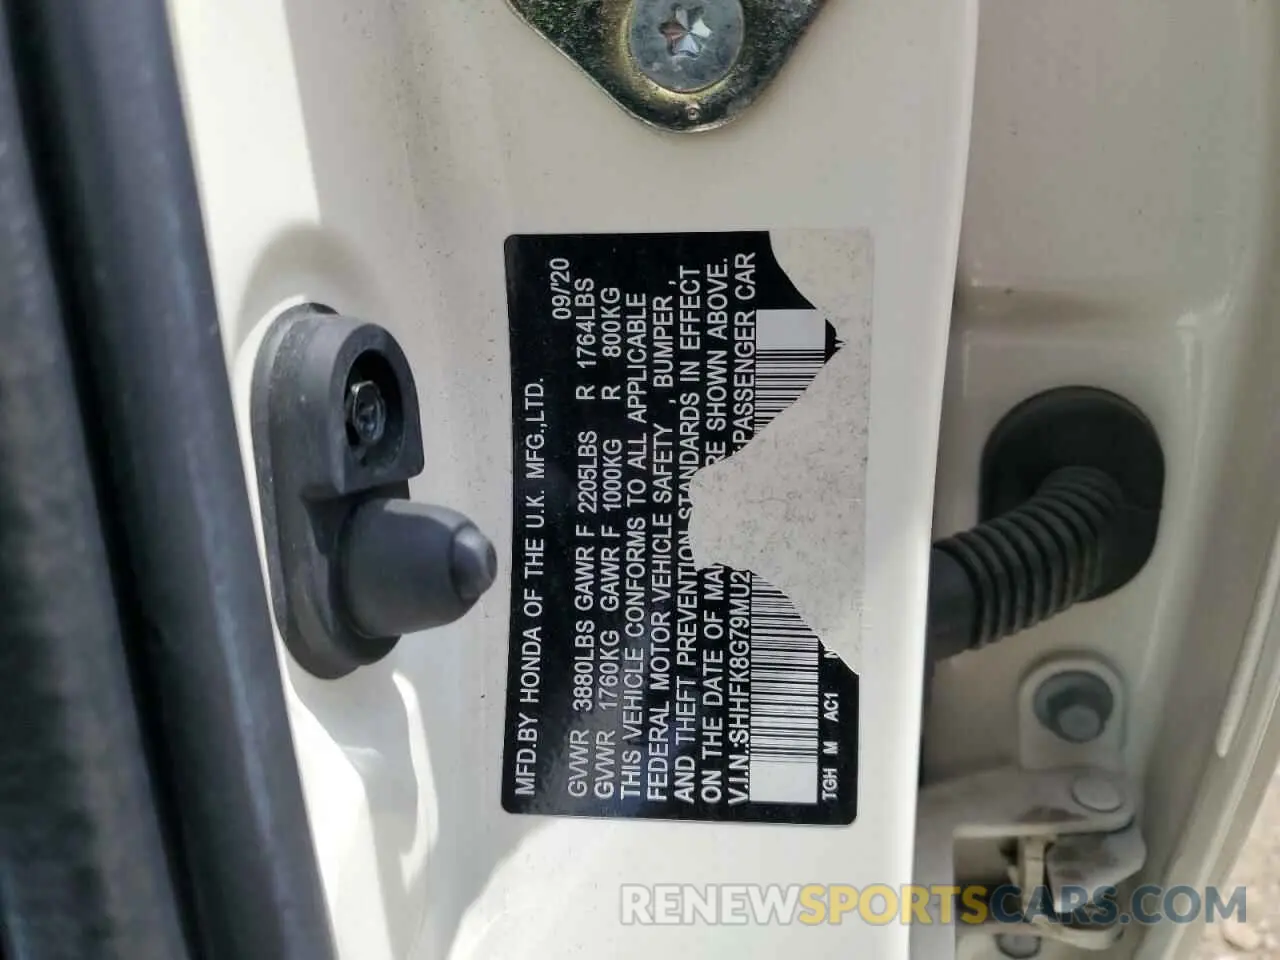 MFD.BY HONDA OF THE U.K. MFG.,LTD. 09/'20
GVWR 3880LBS GAWR F 2205LBS R 1764LBS
GVWR 1760KG GAWR F 1000KG R 800KG
THIS VEHICLE CONFORMS TO ALL APPLICABLE
FEDERAL MOTOR VEHICLE SAFETY , BUMPER ,
AND THEFT PREVENTION STANDARDS IN EFFECT
ON THE DATE OF SHOWN ABOVE.
V.I.N.:SHHFK8G79MU2 PASSENGER CAR
TGH M AC1
RENEWSPORTSCARS.COM